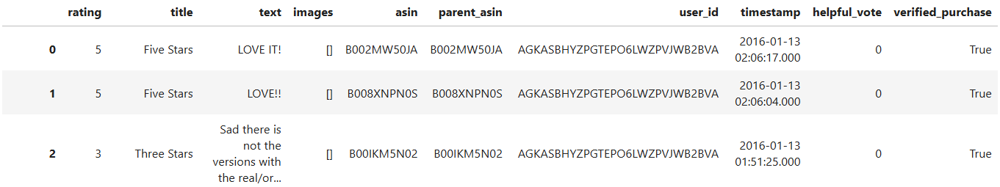 rating title text images asin parent_asin user_id timestamp helpful_vote verified_purchase
0 5 Five Stars LOVE IT! [] B002MW50JA B002MW50JA AGKASBHYZPGTEPO6LWZPVJWB2BVA 2016-01-13 02:06:17.000 0 True
1 5 Five Stars LOVE!! [] B008XNPN0S B008XNPN0S AGKASBHYZPGTEPO6LWZPVJWB2BVA 2016-01-13 02:06:04.000 0 True
2 3 Three Stars Sad there is not the versions with the real/or... [] B00IKM5N02 B00IKM5N02 AGKASBHYZPGTEPO6LWZPVJWB2BVA 2016-01-13 01:51:25.000 0 True